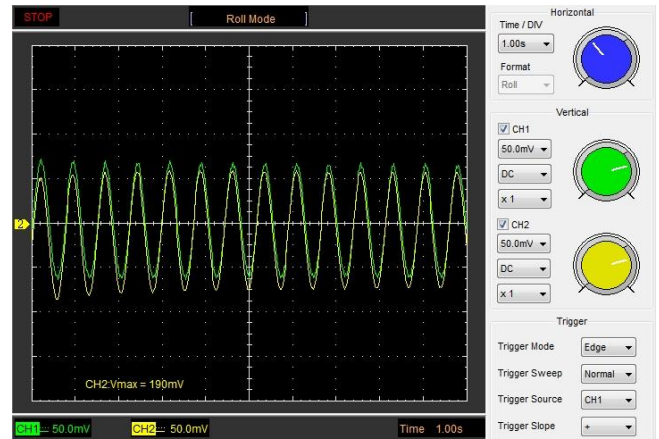 STOP
[ Roll Mode ]
2
CH2:Vmax = 190mV
CH1 50.0mV CH2 50.0mV Time 1.00s
Horizontal
Time / DIV
1.00s
Format
Roll
Vertical
CH1
50.0mV
DC
x 1
CH2
50.0mV
DC
x 1
Trigger
Trigger Mode Edge
Trigger Sweep Normal
Trigger Source CH1
Trigger Slope +